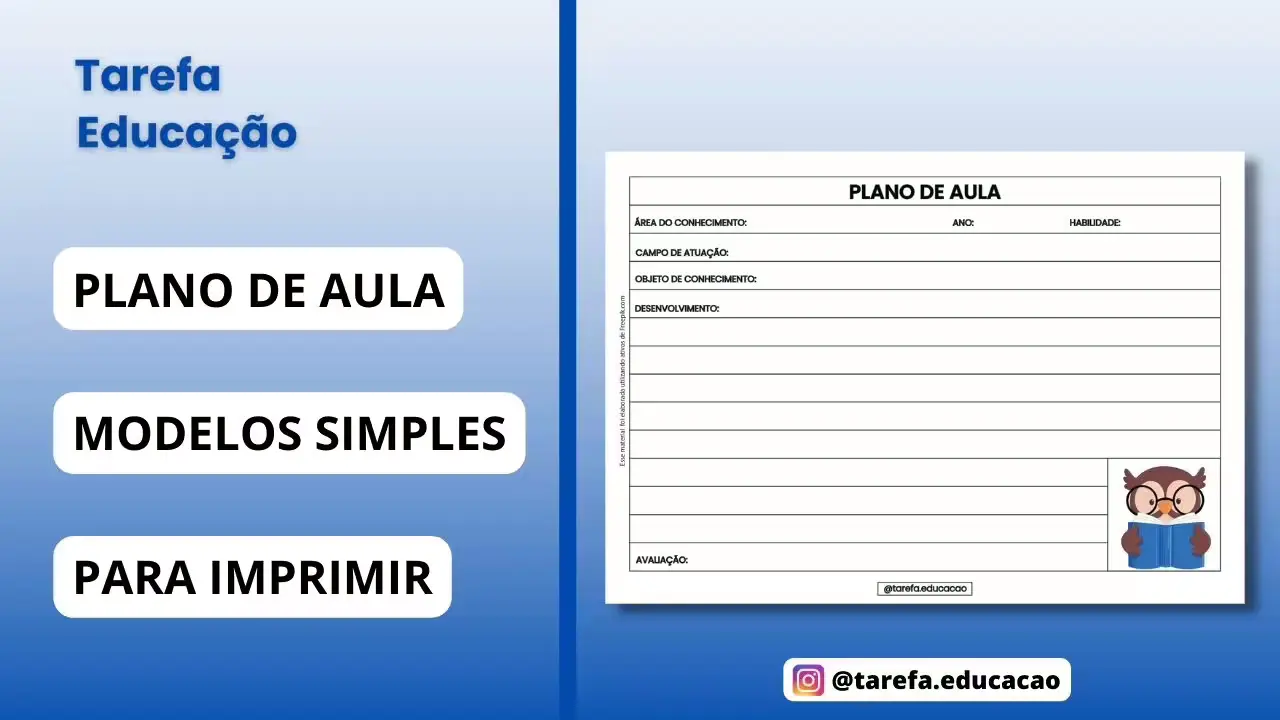 Tarefa
Educação
PLANO DE AULA
MODELOS SIMPLES
PARA IMPRIMIR
PLANO DE AULA
ÁREA DO CONHECIMENTO: ANO: HABILIDADE:
CAMPO DE ATUAÇÃO:
OBJETO DE CONHECIMENTO:
DESENVOLVIMENTO:
Esse material foi elaborada utilizando ativos de Freepik.com
AVALIAÇÃO:
@tarefa.educacao
@tarefa.educacao